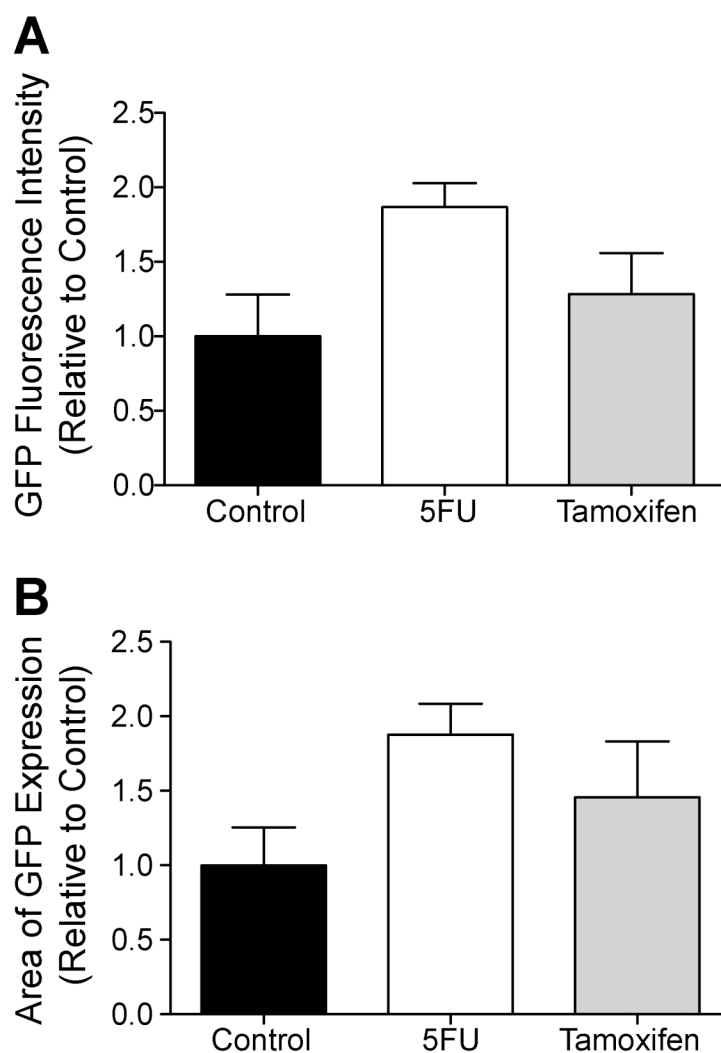 A
GFP Fluorescence Intensity
(Relative to Control)
2.5
2.0
1.5
1.0
0.5
0.0
Control 5FU Tamoxifen
B
Area of GFP Expression
(Relative to Control)
2.5
2.0
1.5
1.0
0.5
0.0
Control 5FU Tamoxifen